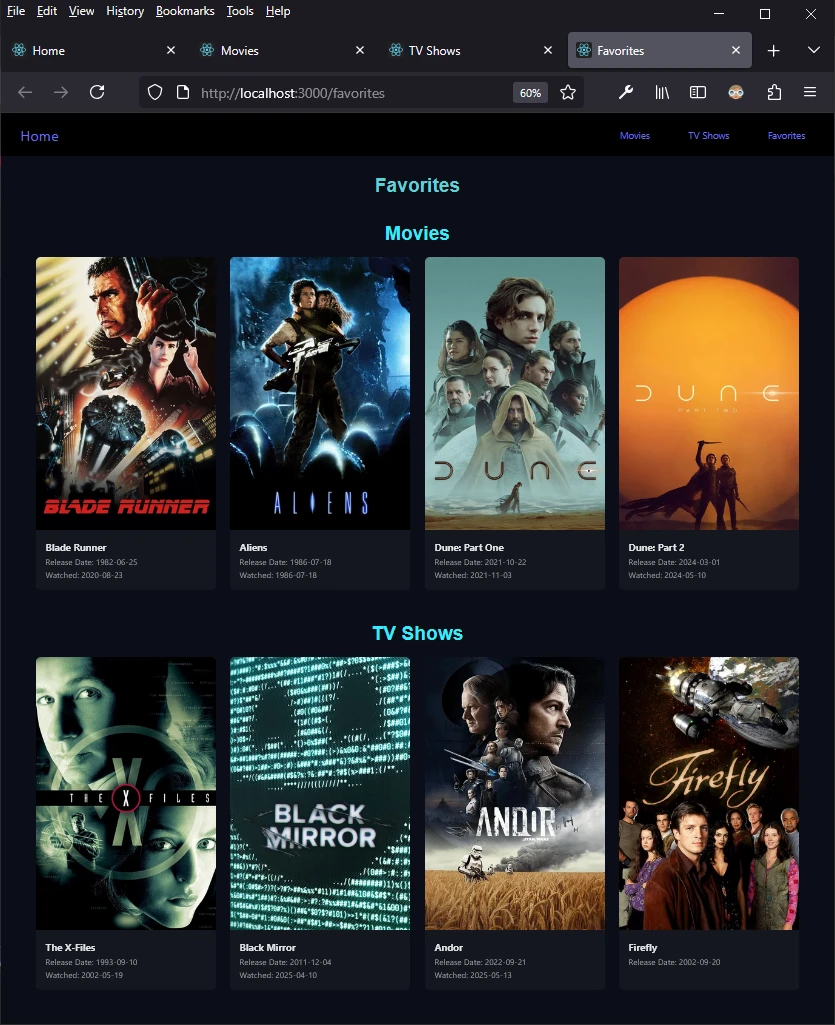 File Edit View History Bookmarks Tools Help
Home Movies TV Shows Favorites
http://localhost:3000/favorites 60%
Home Movies TV Shows Favorites
Favorites
Movies
BLADE RUNNER
ALIENS
DUNE
DUNE
PART TWO
Blade Runner
Release Date: 1982-06-25
Watched: 2020-08-23
Aliens
Release Date: 1986-07-18
Watched: 1986-07-18
Dune: Part One
Release Date: 2021-10-22
Watched: 2021-11-03
Dune: Part 2
Release Date: 2024-03-01
Watched: 2024-05-10
TV Shows
THE X FILES
BLACK MIRROR
ANDOR
STAR WARS
Firefly
The X-Files
Release Date: 1993-09-10
Watched: 2002-05-19
Black Mirror
Release Date: 2011-12-04
Watched: 2025-04-10
Andor
Release Date: 2022-09-21
Watched: 2025-05-13
Firefly
Release Date: 2002-09-20